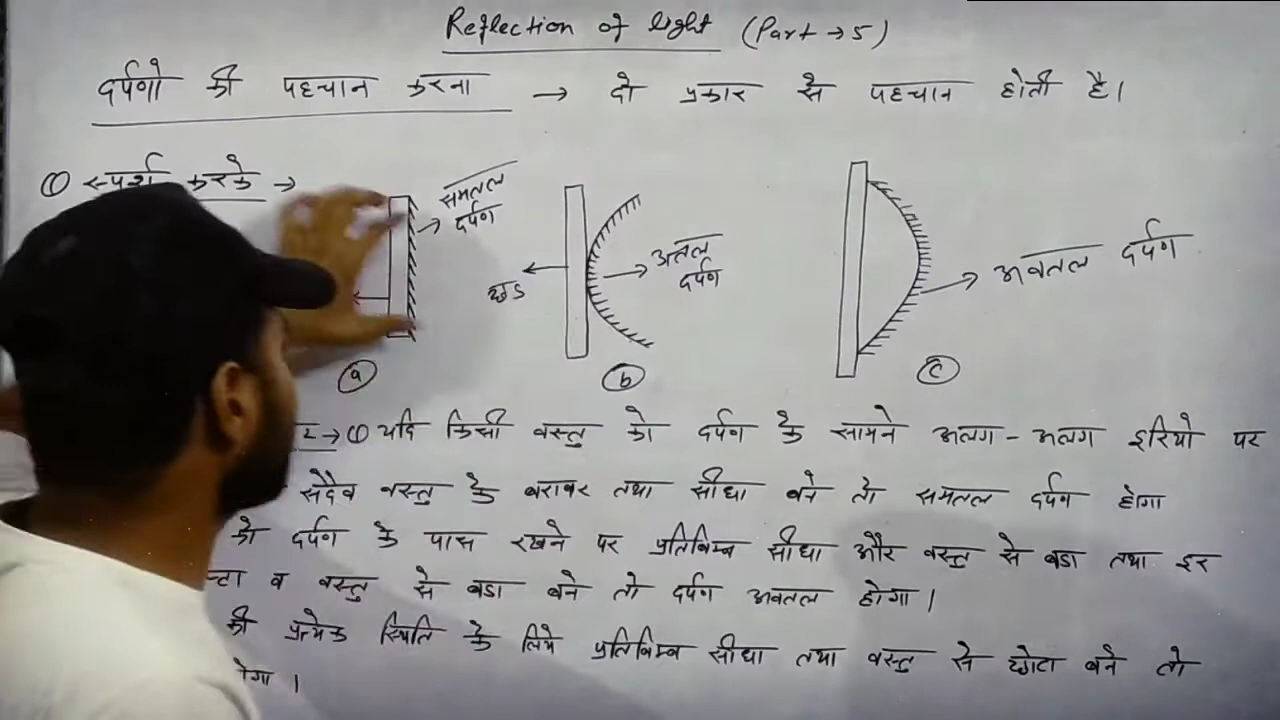 Reflection of light (Part → 5)
दर्पणो की पहचान करना → दो प्रकार से पहचान होती है।
① स्पर्श करके →
समतल
दर्पण
छड
उत्तल
दर्पण
अवतल दर्पण
(a)
(b)
(c)
→ ① यदि किसी वस्तु को दर्पण के सामने अलग - अलग दूरियो पर
सदैव वस्तु के बराबर तथा सीधा बने तो समतल दर्पण होगा
को दर्पण के पास रखने पर प्रतिबिम्ब सीधा और वस्तु से बडा तथा दूर
व वस्तु से बडा बने तो दर्पण अवतल होगा।
की प्रत्येक स्थिति के लिये प्रतिबिम्ब सीधा तथा वस्तु से छोटा बने तो